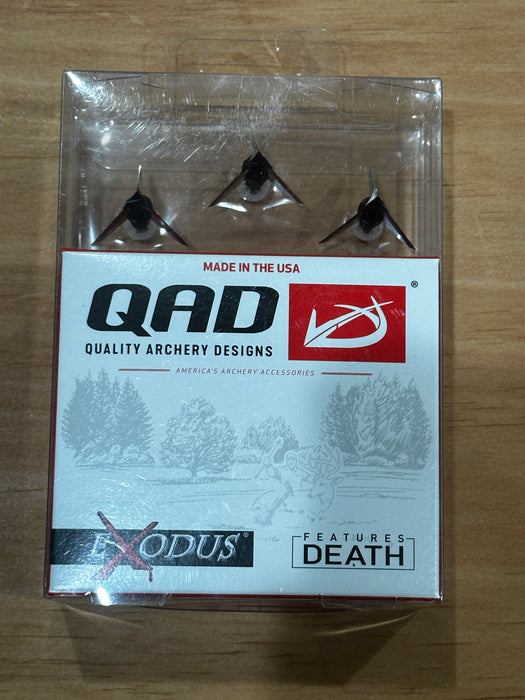 MADE IN THE USA
QAD ®
QUALITY ARCHERY DESIGNS
AMERICA'S ARCHERY ACCESSORIES
EXODUS®
FEATURES
DEATH